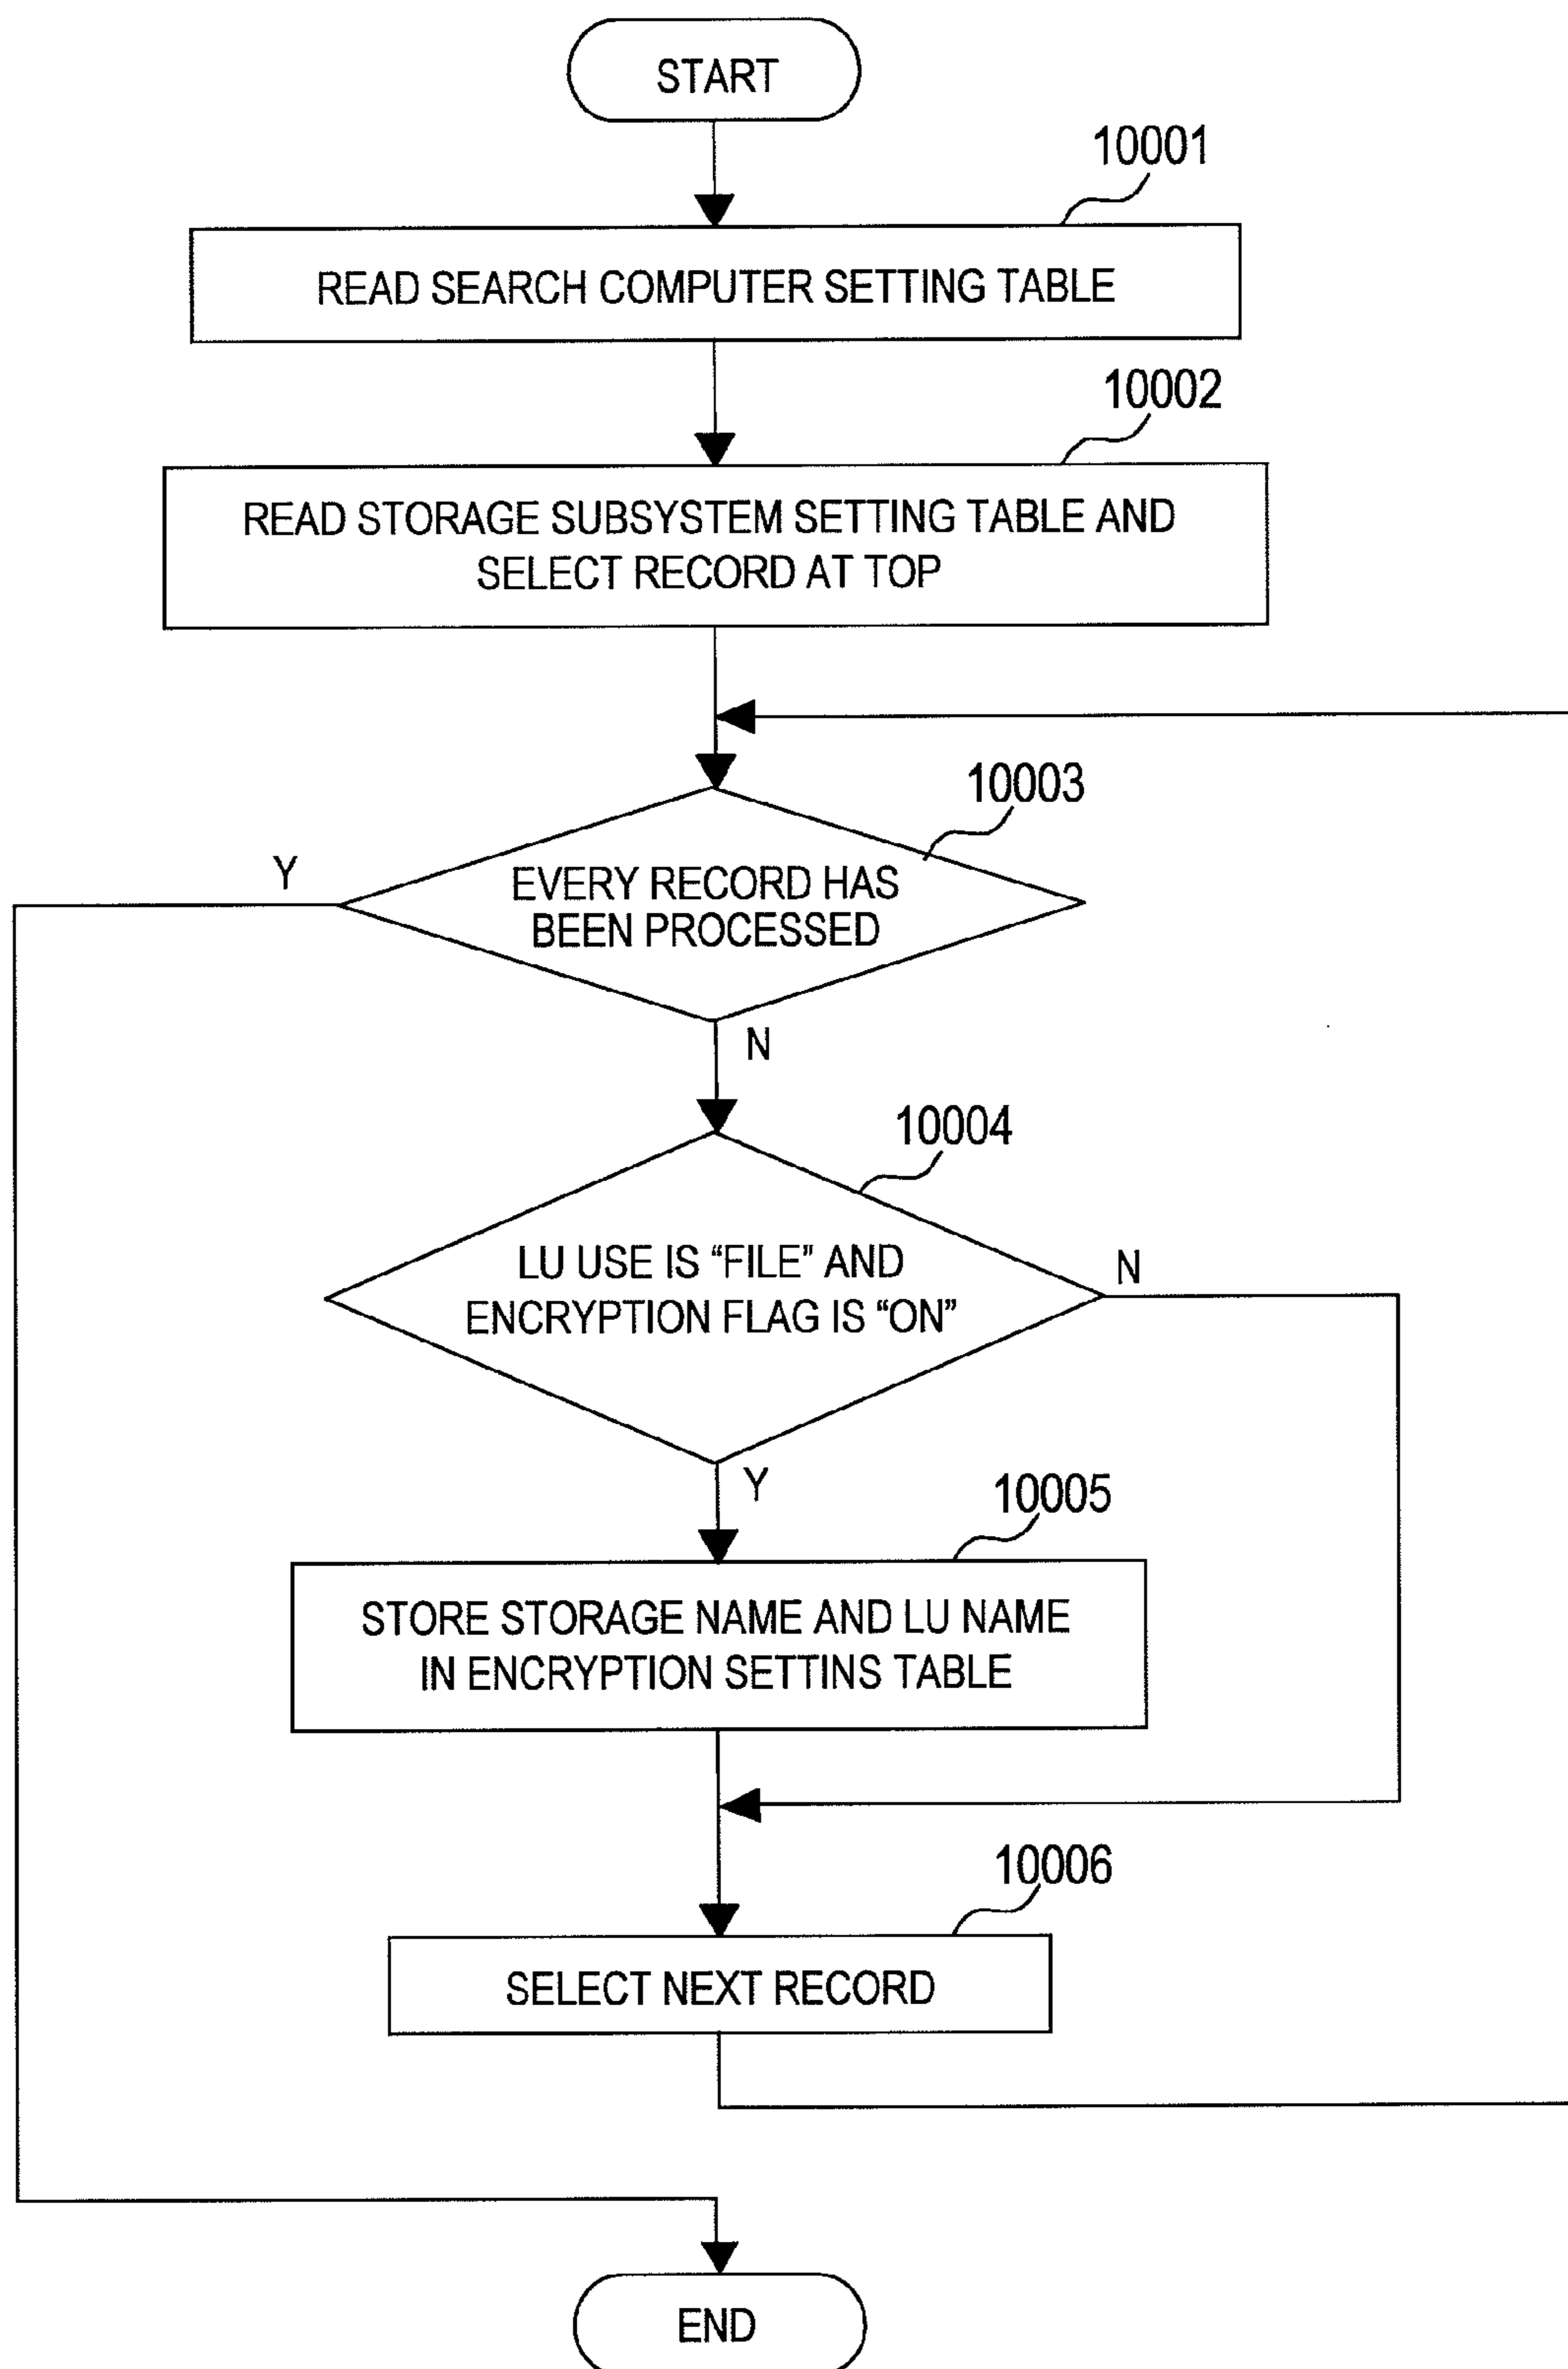 START
10001
READ SEARCH COMPUTER SETTING TABLE
10002
READ STORAGE SUBSYSTEM SETTING TABLE AND
SELECT RECORD AT TOP
10003
Y
EVERY RECORD HAS
BEEN PROCESSED
N
10004
LU USE IS “FILE” AND
ENCRYPTION FLAG IS “ON”
N
Y
10005
STORE STORAGE NAME AND LU NAME
IN ENCRYPTION SETTINS TABLE
10006
SELECT NEXT RECORD
END